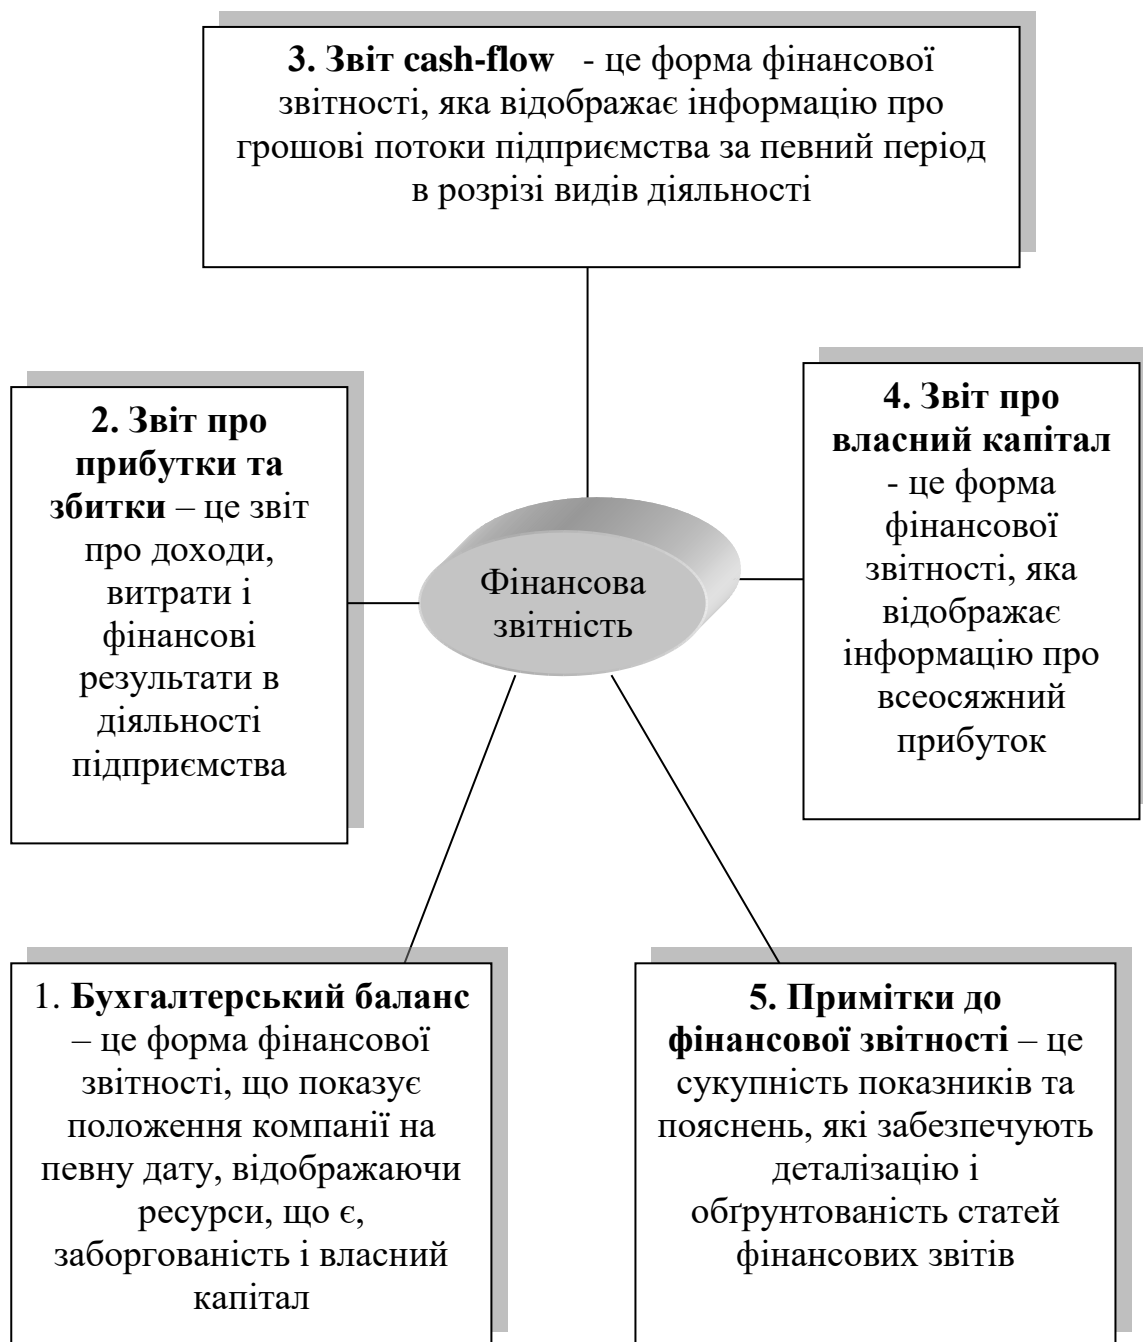 3. Звіт cash-flow - це форма фінансової
звітності, яка відображає інформацію про
грошові потоки підприємства за певний період
в розрізі видів діяльності
2. Звіт про
прибутки та
збитки – це звіт
про доходи,
витрати і
фінансові
результати в
діяльності
підприємства
4. Звіт про
власний капітал
- це форма
фінансової
звітності, яка
відображає
інформацію про
всеосяжний
прибуток
Фінансова
звітність
1. Бухгалтерський баланс
– це форма фінансової
звітності, що показує
положення компанії на
певну дату, відображаючи
ресурси, що є,
заборгованість і власний
капітал
5. Примітки до
фінансової звітності – це
сукупність показників та
пояснень, які забезпечують
деталізацію і
обґрунтованість статей
фінансових звітів